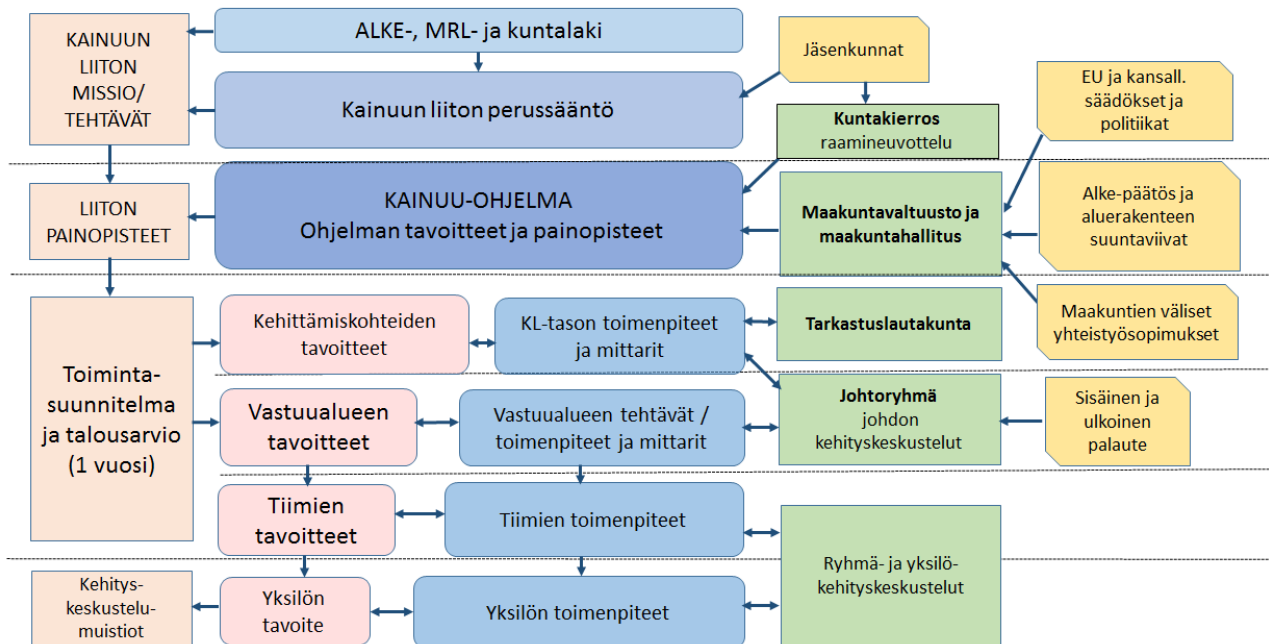 KAINUUN
LIITON
MISSIO/
TEHTÄVÄT
ALKE-, MRL- ja kuntalaki
Kainuun liiton perussääntö
Jäsenkunnat
Kuntakierros
raamineuvottelu
EU ja kansall.
säädökset ja
politiikat
LIITON
PAINOPISTEET
KAINUU-OHJELMA
Ohjelman tavoitteet ja painopisteet
Maakuntavaltuusto ja
maakuntahallitus
Alke-päätös ja
aluerakenteen
suuntaviivat
Toiminta-
suunnitelma
ja talousarvio
(1 vuosi)
Kehittämiskohteiden
tavoitteet
KL-tason toimenpiteet
ja mittarit
Tarkastuslautakunta
Maakuntien väliset
yhteistyösopimukset
Vastuualueen
tavoitteet
Vastuualueen tehtävät /
toimenpiteet ja mittarit
Johtoryhmä
johdon
kehityskeskustelut
Sisäinen ja
ulkoinen
palaute
Tiimien
tavoitteet
Tiimien toimenpiteet
Ryhmä- ja yksilö-
kehityskeskustelut
Kehitys-
keskustelu-
muistiot
Yksilön
tavoite
Yksilön toimenpiteet